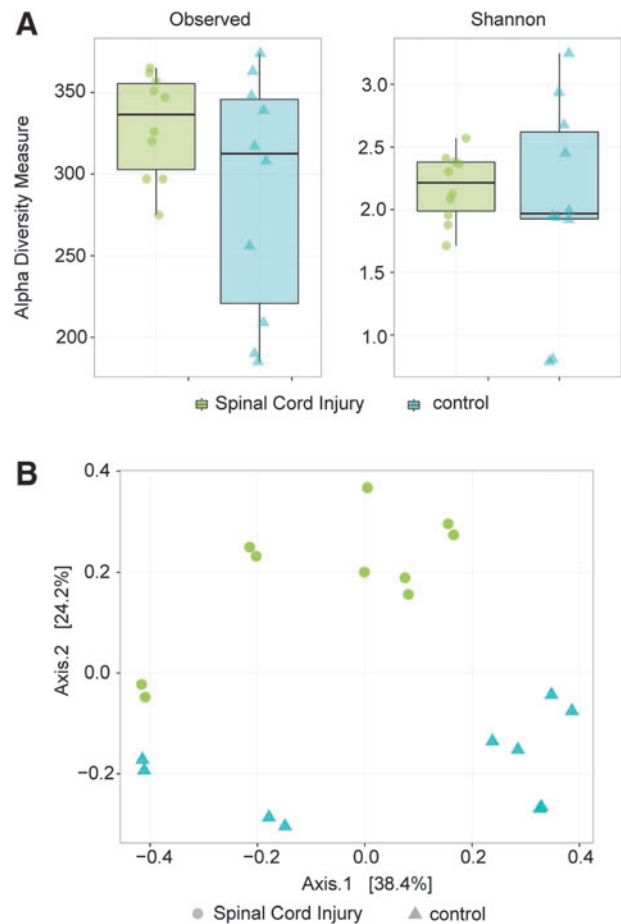 A
Observed
Shannon
Alpha Diversity Measure
350
300
250
200
3.0
2.5
2.0
1.5
1.0
Spinal Cord Injury control
B
Axis.2 [24.2%]
0.4
0.2
0.0
−0.2
−0.4 −0.2 0.0 0.2 0.4
Axis.1 [38.4%]
Spinal Cord Injury control